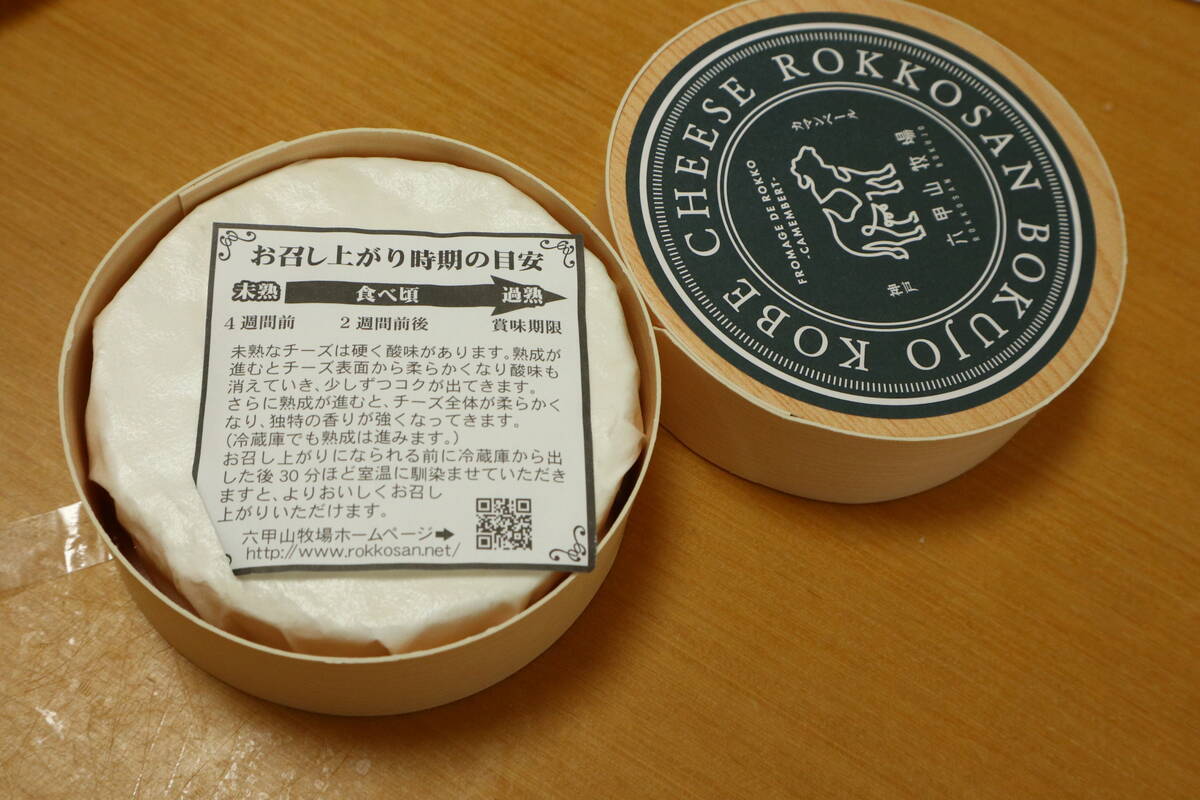 お召し上がり時期の目安
未熟 食べ頃 過熟
4週間前 2週間前後 賞味期限
未熟なチーズは硬く酸味があります。熟成が
進むとチーズ表面から柔らかくなり酸味も
消えていき、少しずつコクが出てきます。
さらに熟成が進むと、チーズ全体が柔らかく
なり、独特の香りが強くなってきます。
(冷蔵庫でも熟成は進みます。)
お召し上がりになられる前に冷蔵庫から出
した後30分ほど室温に馴染ませていただき
ますと、よりおいしくお召し
上がりいただけます。
六甲山牧場ホームページ➡
http://www.rokkosan.net/
KOBE CHEESE ROKKOSAN BOKUJO
カマンベール
FROMAGE DE ROKKO
-CAMEMBERT-
神戸
六甲山牧場
ROKKOSAN BOKUJO